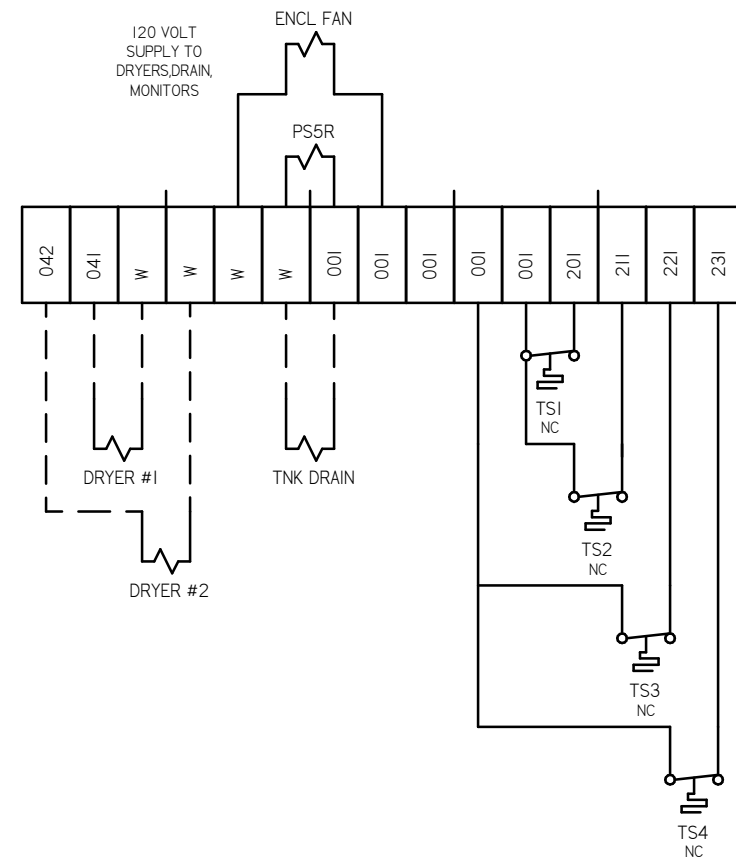 120 VOLT
SUPPLY TO
DRYERS,DRAIN,
MONITORS
ENCL FAN
PS5R
042
041
W
W
W
W
001
001
001
001
001
201
211
221
231
TS1
NC
DRYER #1
TNK DRAIN
TS2
NC
DRYER #2
TS3
NC
TS4
NC